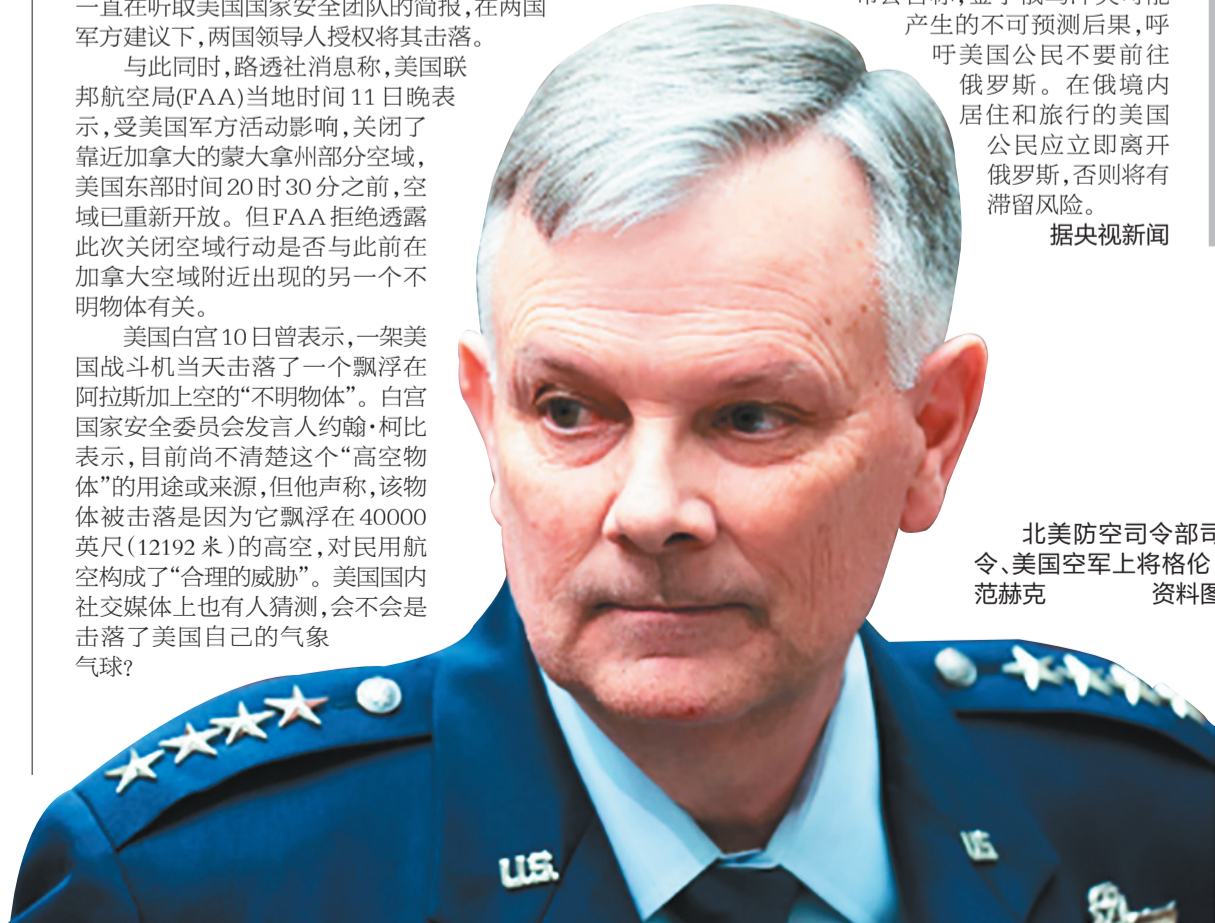 一直在听取美国国家安全团队的简报,在两国
军方建议下,两国领导人授权将其击落。
与此同时,路透社消息称,美国联
邦航空局(FAA)当地时间11日晚表
示,受美国军方活动影响,关闭了
靠近加拿大的蒙大拿州部分空域,
美国东部时间20时30分之前,空
域已重新开放。但FAA拒绝透露
此次关闭空域行动是否与此前在
加拿大空域附近出现的另一个不
明物体有关。
美国白宫10日曾表示,一架美
国战斗机当天击落了一个飘浮在
阿拉斯加上空的“不明物体”。白宫
国家安全委员会发言人约翰·柯比
表示,目前尚不清楚这个“高空物
体”的用途或来源,但他声称,该物
体被击落是因为它飘浮在40000
英尺(12192米)的高空,对民用航
空构成了“合理的威胁”。美国国内
社交媒体上也有人猜测,会不会是
击落了美国自己的气象
气球?
产生的不可预测后果,呼
吁美国公民不要前往
俄罗斯。在俄境内
居住和旅行的美国
公民应立即离开
俄罗斯,否则将有
滞留风险。
据央视新闻
北美防空司令部司
令、美国空军上将格伦
范赫克 资料图
U.S.
U.S.